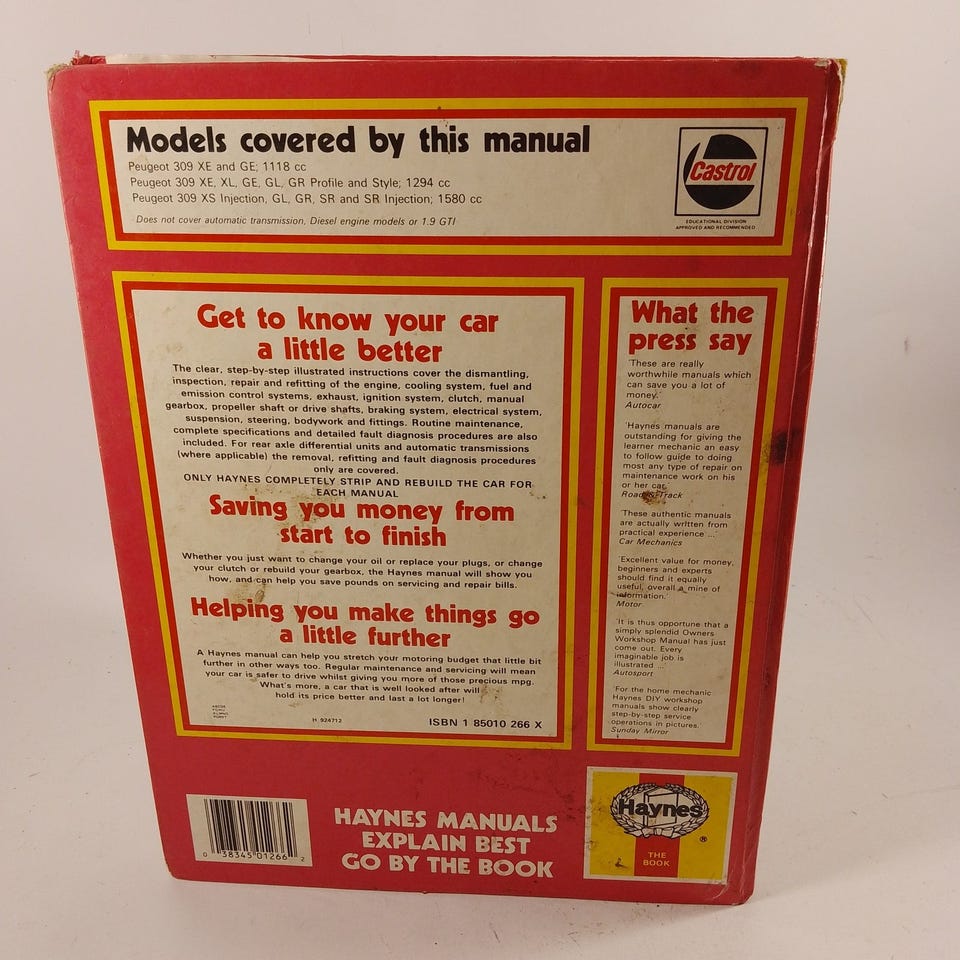 Models covered by this manual
Peugeot 309 XE and GE; 1118 cc
Peugeot 309 XE, XL, GE, GL, GR Profile and Style; 1294 cc
Peugeot 309 XS Injection, GL, GR, SR and SR Injection; 1580 cc
Does not cover automatic transmission, Diesel engine models or 1.9 GTI
Castrol
EDUCATIONAL DIVISION
APPROVED AND RECOMMENDED
Get to know your car
a little better
The clear, step-by-step illustrated instructions cover the dismantling,
inspection, repair and refitting of the engine, cooling system, fuel and
emission control systems, exhaust, ignition system, clutch, manual
gearbox, propeller shaft or drive shafts, braking system, electrical system,
suspension, steering, bodywork and fittings. Routine maintenance,
complete specifications and detailed fault diagnosis procedures are also
included. For rear axle differential units and automatic transmissions
(where applicable) the removal, refitting and fault diagnosis procedures
only are covered.
ONLY HAYNES COMPLETELY STRIP AND REBUILD THE CAR FOR
EACH MANUAL
Saving you money from
start to finish
Whether you just want to change your oil or replace your plugs, or change
your clutch or rebuild your gearbox, the Haynes manual will show you
how, and can help you save pounds on servicing and repair bills.
Helping you make things go
a little further
A Haynes manual can help you stretch your motoring budget that little bit
further in other ways too. Regular maintenance and servicing will mean
your car is safer to drive whilst giving you more of those precious mpg.
What's more, a car that is well looked after will
hold its price better and last a lot longer!
H 924712
ISBN 1 85010 266 X
What the
press say
'These are really
worthwhile manuals which
can save you a lot of
money.'
Autocar
'Haynes manuals are
outstanding for giving the
learner mechanic an easy
to follow guide to doing
most any type of repair on
maintenance work on his
or her car.'
Road & Track
'These authentic manuals
are actually written from
practical experience ...'
Car Mechanics
'Excellent value for money,
beginners and experts
should find it equally
useful, overall a mine of
information.'
Motor
'It is thus opportune that a
simply splendid Owners
Workshop Manual has just
come out. Every
imaginable job is
illustrated ...'
Autosport
'For the home mechanic
Haynes DIY workshop
manuals show clearly
step-by-step service
operations in pictures.'
Sunday Mirror
0 38345 01266 2
HAYNES MANUALS
EXPLAIN BEST
GO BY THE BOOK
Haynes
®
THE
BOOK